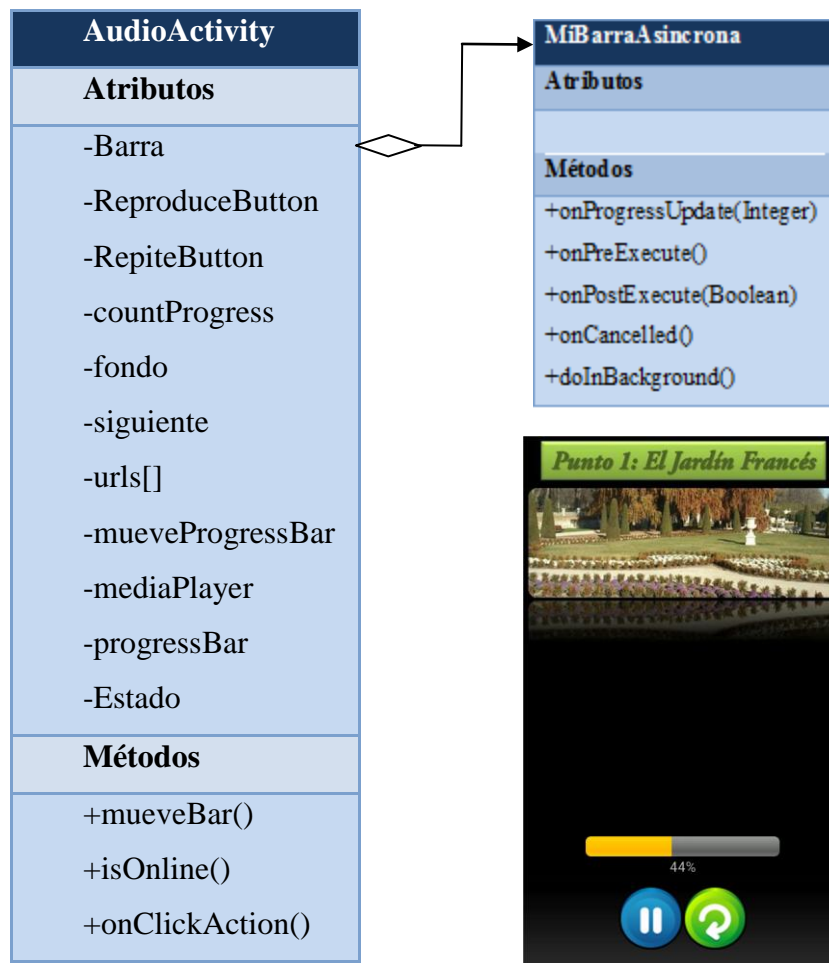 AudioActivity
Atributos
-Barra
-ReproduceButton
-RepiteButton
-countProgress
-fondo
-siguiente
-urls[]
-mueveProgressBar
-mediaPlayer
-progressBar
-Estado
Métodos
+mueveBar()
+isOnline()
+onClickAction()
MiBarraAsincrona
Atributos
Métodos
+onProgressUpdate(Integer)
+onPreExecute()
+onPostExecute(Boolean)
+onCancelled()
+doInBackground()
Punto 1: El Jardín Francés
44%